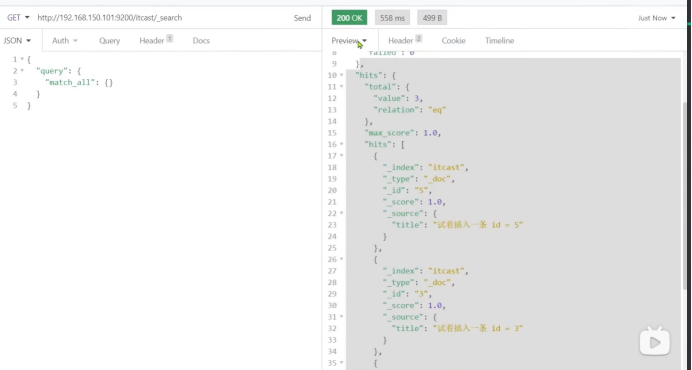 GET http://192.168.150.101:9200/itcast/_search Send
200 OK 558 ms 499 B Just Now
JSON Auth Query Header 1 Docs
Preview Header 2 Cookie Timeline
1 {
2 "query": {
3 "match_all": {}
4 }
5 }
8 "failed": 0
9 },
10 "hits": {
11 "total": {
12 "value": 3,
13 "relation": "eq"
14 },
15 "max_score": 1.0,
16 "hits": [
17 {
18 "_index": "itcast",
19 "_type": "_doc",
20 "_id": "5",
21 "_score": 1.0,
22 "_source": {
23 "title": "试着插入一条 id = 5"
24 }
25 },
26 {
27 "_index": "itcast",
28 "_type": "_doc",
29 "_id": "3",
30 "_score": 1.0,
31 "_source": {
32 "title": "试着插入一条 id = 3"
33 }
34 },
35 {